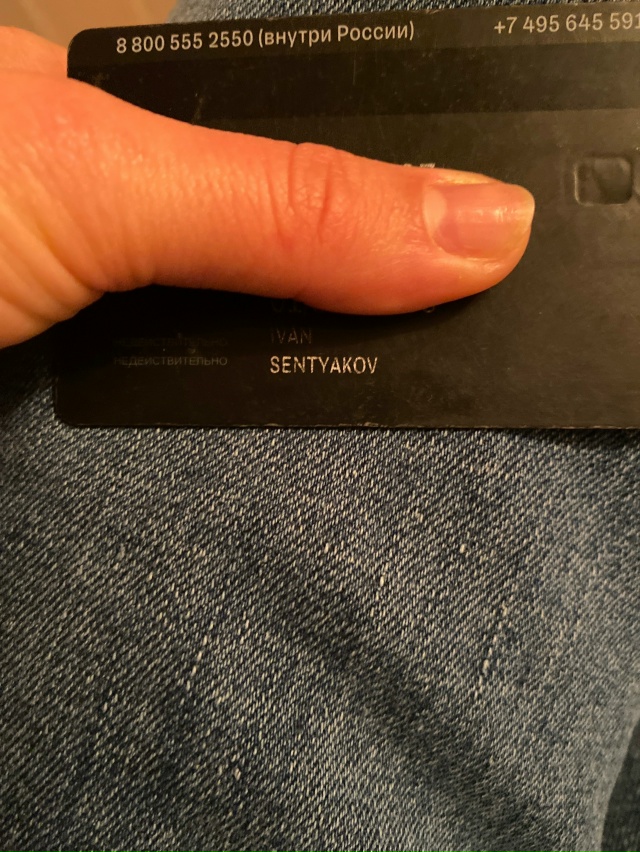 8 800 555 2550 (внутри России)
+7 495 645 591
IVAN
НЕДЕЙСТВИТЕЛЬНО
SENTYAKOV